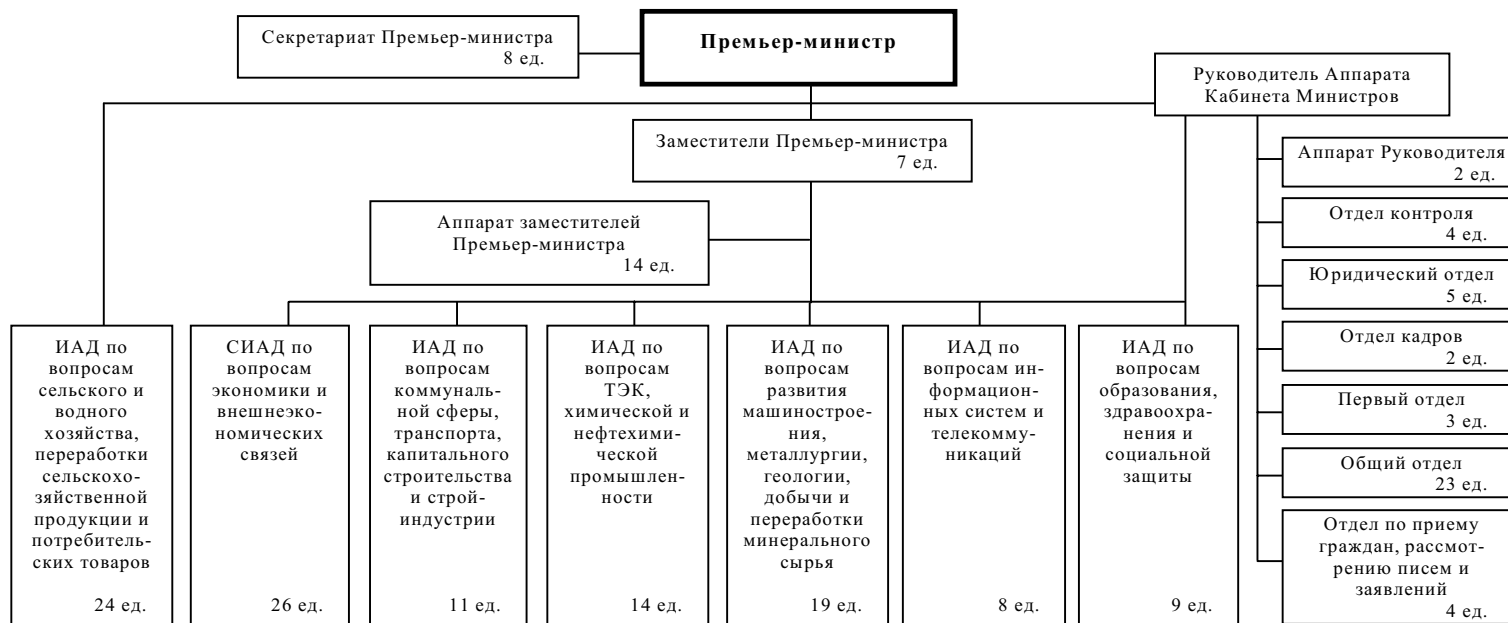 Секретариат Премьер-министра
8 ед.
Премьер-министр
Руководитель Аппарата
Кабинета Министров
Заместители Премьер-министра
7 ед.
Аппарат заместителей
Премьер-министра
14 ед.
Аппарат Руководителя
2 ед.
Отдел контроля
4 ед.
Юридический отдел
5 ед.
Отдел кадров
2 ед.
Первый отдел
3 ед.
Общий отдел
23 ед.
Отдел по приему
граждан, рассмот-
рению писем и
заявлений
4 ед.
ИАД по
вопросам
сельского и
водного
хозяйства,
переработки
сельскохо-
зяйственной
продукции и
потребитель-
ских товаров
24 ед.
СИАД по
вопросам
экономики и
внешнеэко-
номических
связей
26 ед.
ИАД по
вопросам
коммуналь-
ной сферы,
транспорта,
капитального
строительства
и строй-
индустрии
11 ед.
ИАД по
вопросам
ТЭК,
химической и
нефтехими-
ческой
промышлен-
ности
14 ед.
ИАД по
вопросам
развития
машинострое-
ния,
металлургии,
геологии,
добычи и
переработки
минерального
сырья
19 ед.
ИАД по
вопросам ин-
формацион-
ных систем и
телекомму-
никаций
8 ед.
ИАД по
вопросам
образования,
здравоохра-
нения и
социальной
защиты
9 ед.